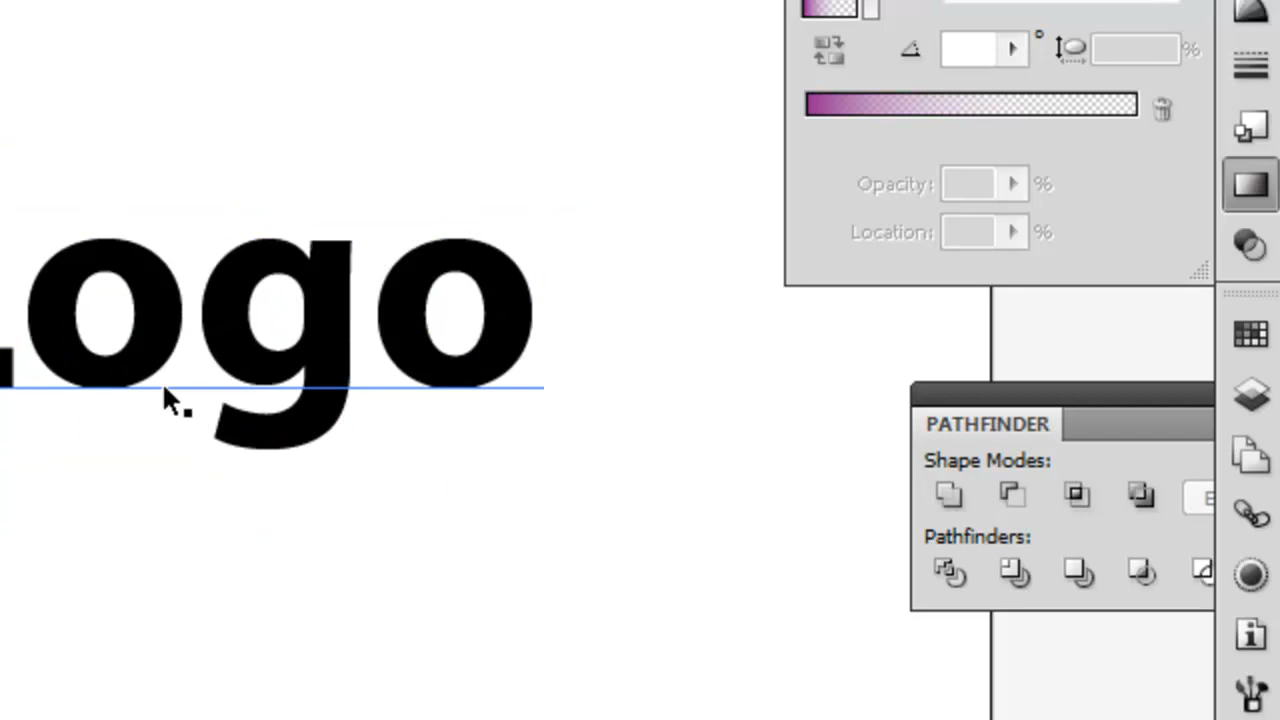 %
Opacity: %
Location: %
ogo
PATHFINDER
Shape Modes:
Pathfinders: